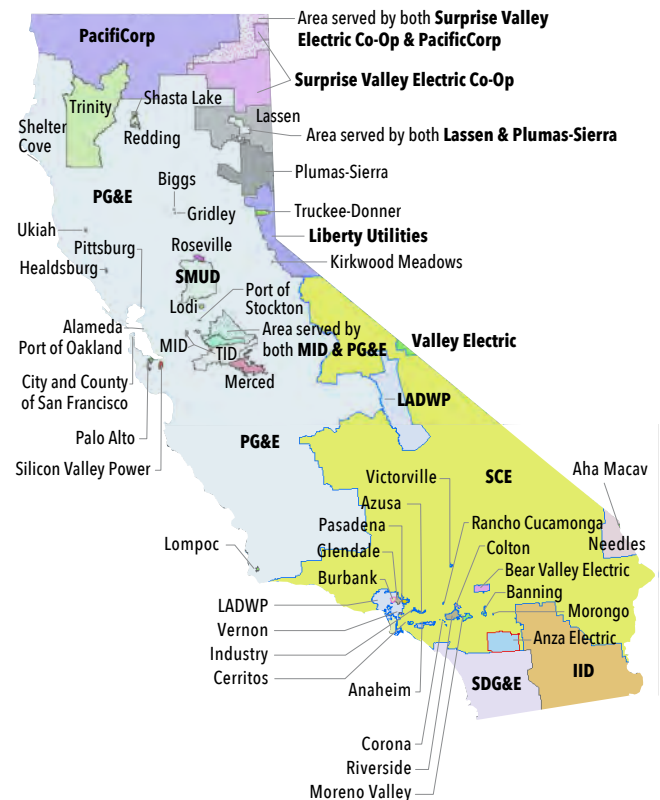 Area served by both Surprise Valley
Electric Co-Op & PacificCorp
PacifiCorp
Surprise Valley Electric Co-Op
Trinity
Shasta Lake
Lassen
Shelter
Cove
Redding
Area served by both Lassen & Plumas-Sierra
Plumas-Sierra
PG&E
Biggs
Gridley
Truckee-Donner
Ukiah
Liberty Utilities
Pittsburg
Roseville
Kirkwood Meadows
Healdsburg
SMUD
Lodi
Port of
Stockton
Alameda
Port of Oakland
MID
TID
Area served by
both MID & PG&E
Valley Electric
City and County
of San Francisco
Merced
LADWP
Palo Alto
PG&E
Silicon Valley Power
Victorville
SCE
Aha Macav
Azusa
Pasadena
Rancho Cucamonga
Needles
Lompoc
Glendale
Colton
Burbank
Bear Valley Electric
LADWP
Banning
Morongo
Vernon
Anza Electric
Industry
Cerritos
SDG&E
IID
Anaheim
Corona
Riverside
Moreno Valley